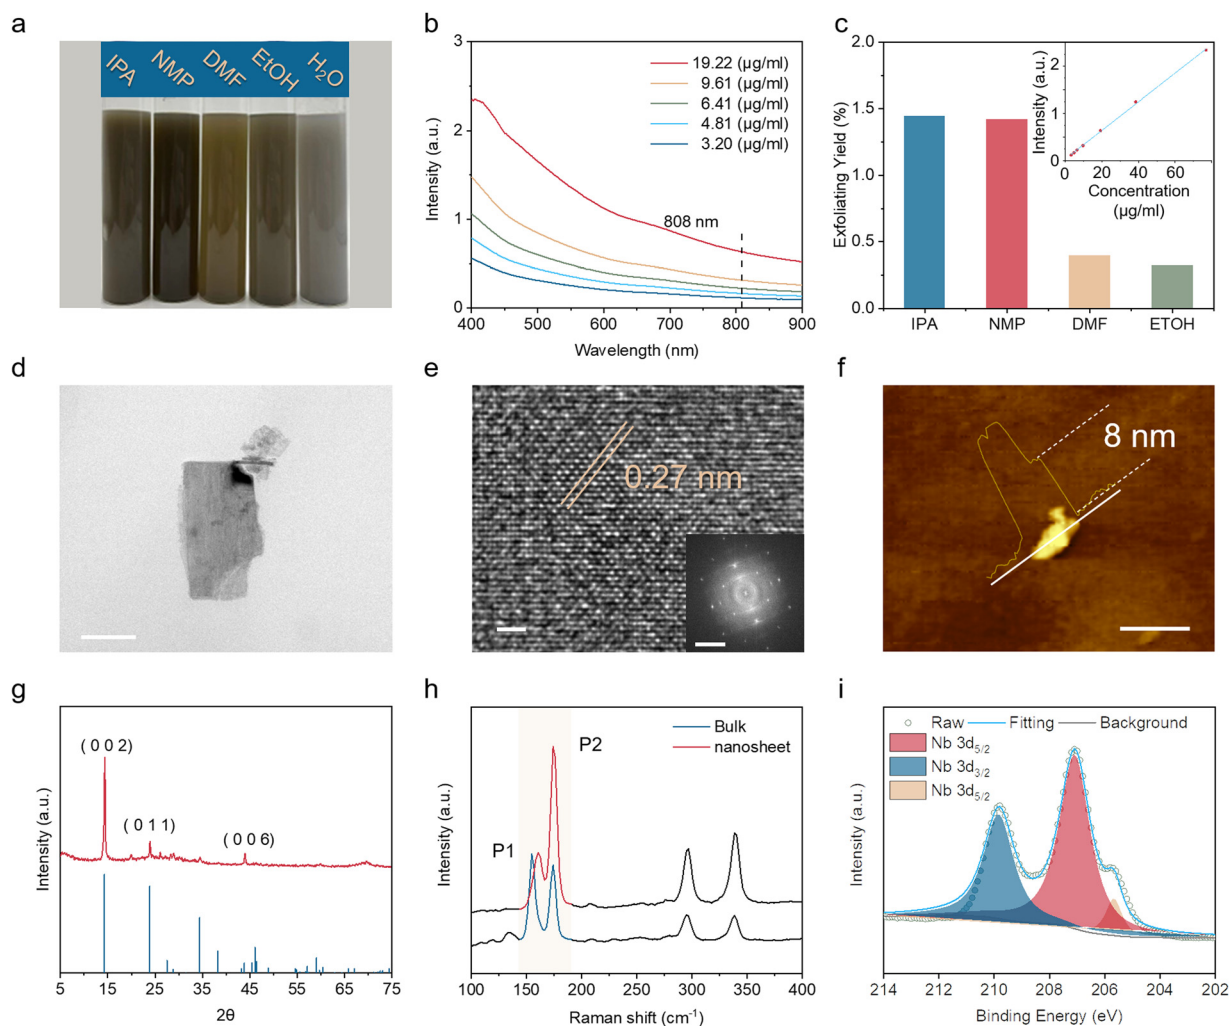 a
IPA NMP DMF EtOH H₂O
b
Intensity (a.u.)
3
2
1
0
19.22 (μg/ml)
9.61 (μg/ml)
6.41 (μg/ml)
4.81 (μg/ml)
3.20 (μg/ml)
808 nm
400 500 600 700 800 900
Wavelength (nm)
c
Exfoliating Yield (%)
2.0
1.5
1.0
0.5
0.0
Intensity (a.u.)
2
1
0
0 20 40 60
Concentration
(μg/ml)
IPA NMP DMF ETOH
d
e
0.27 nm
f
8 nm
g
Intensity (a.u.)
( 0 0 2 )
( 0 1 1 )
( 0 0 6 )
5 15 25 35 45 55 65 75
2θ
h
Intensity (a.u.)
P1
P2
Bulk
nanosheet
100 150 200 250 300 350 400
Raman shift (cm⁻¹)
i
Intensity (a.u.)
Raw Fitting Background
Nb 3d₅/₂
Nb 3d₃/₂
Nb 3d₅/₂
214 212 210 208 206 204 202
Binding Energy (eV)